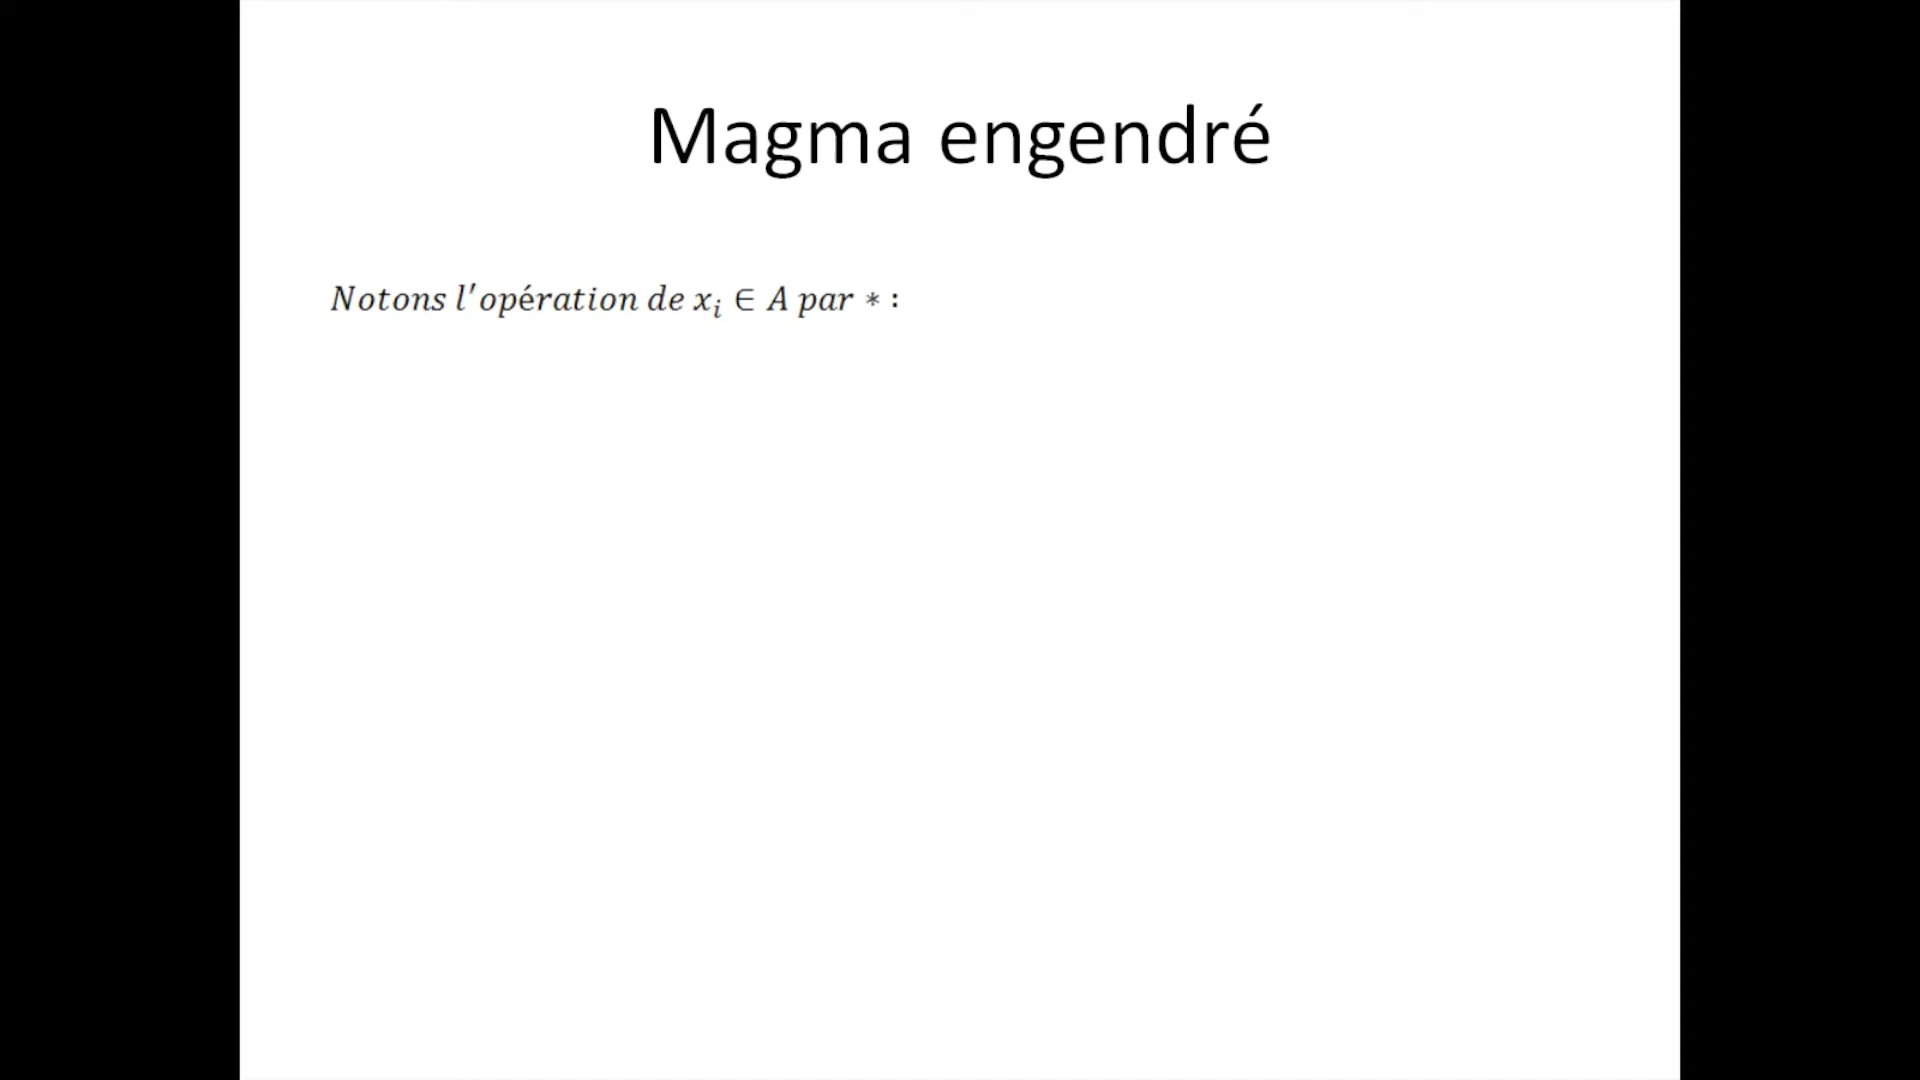 Magma engendré
Notons l'opération de xᵢ ∈ A par * :